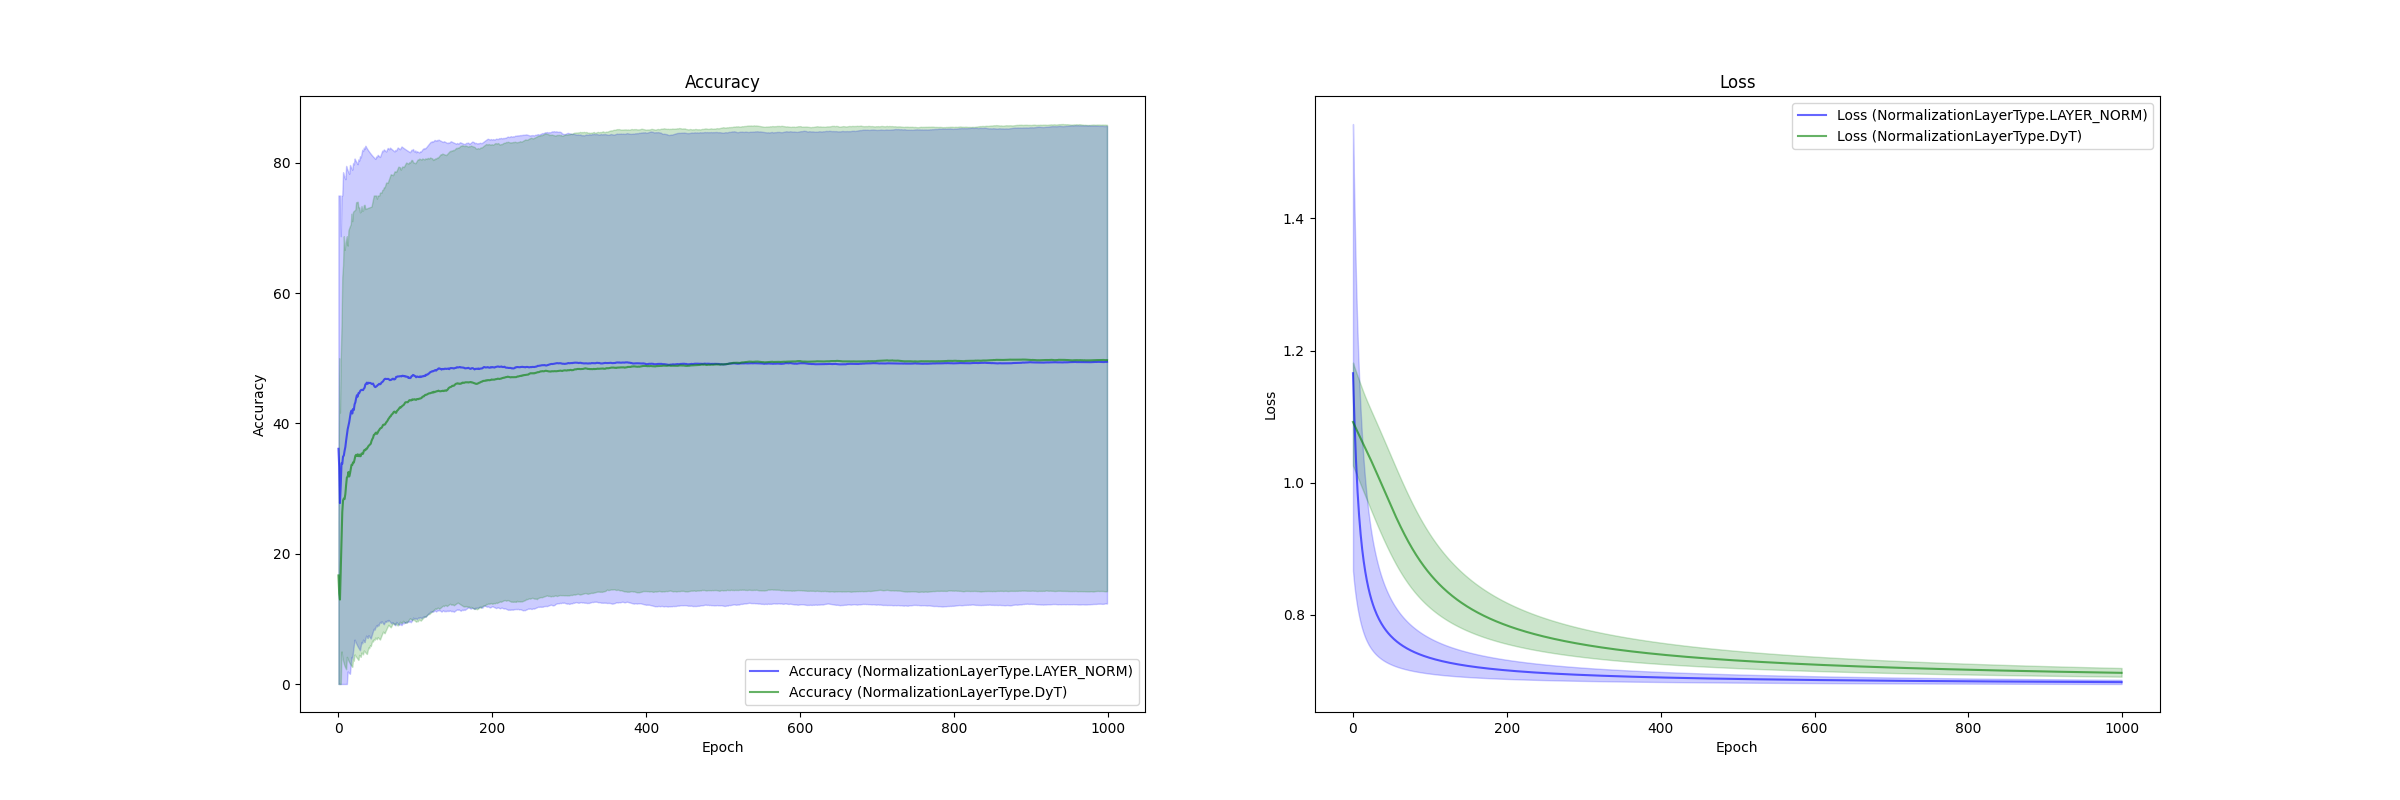 Accuracy
80
60
40
20
0
Accuracy
0 200 400 600 800 1000
Epoch
Accuracy (NormalizationLayerType.LAYER_NORM)
Accuracy (NormalizationLayerType.DyT)
Loss
1.4
1.2
1.0
0.8
Loss
0 200 400 600 800 1000
Epoch
Loss (NormalizationLayerType.LAYER_NORM)
Loss (NormalizationLayerType.DyT)